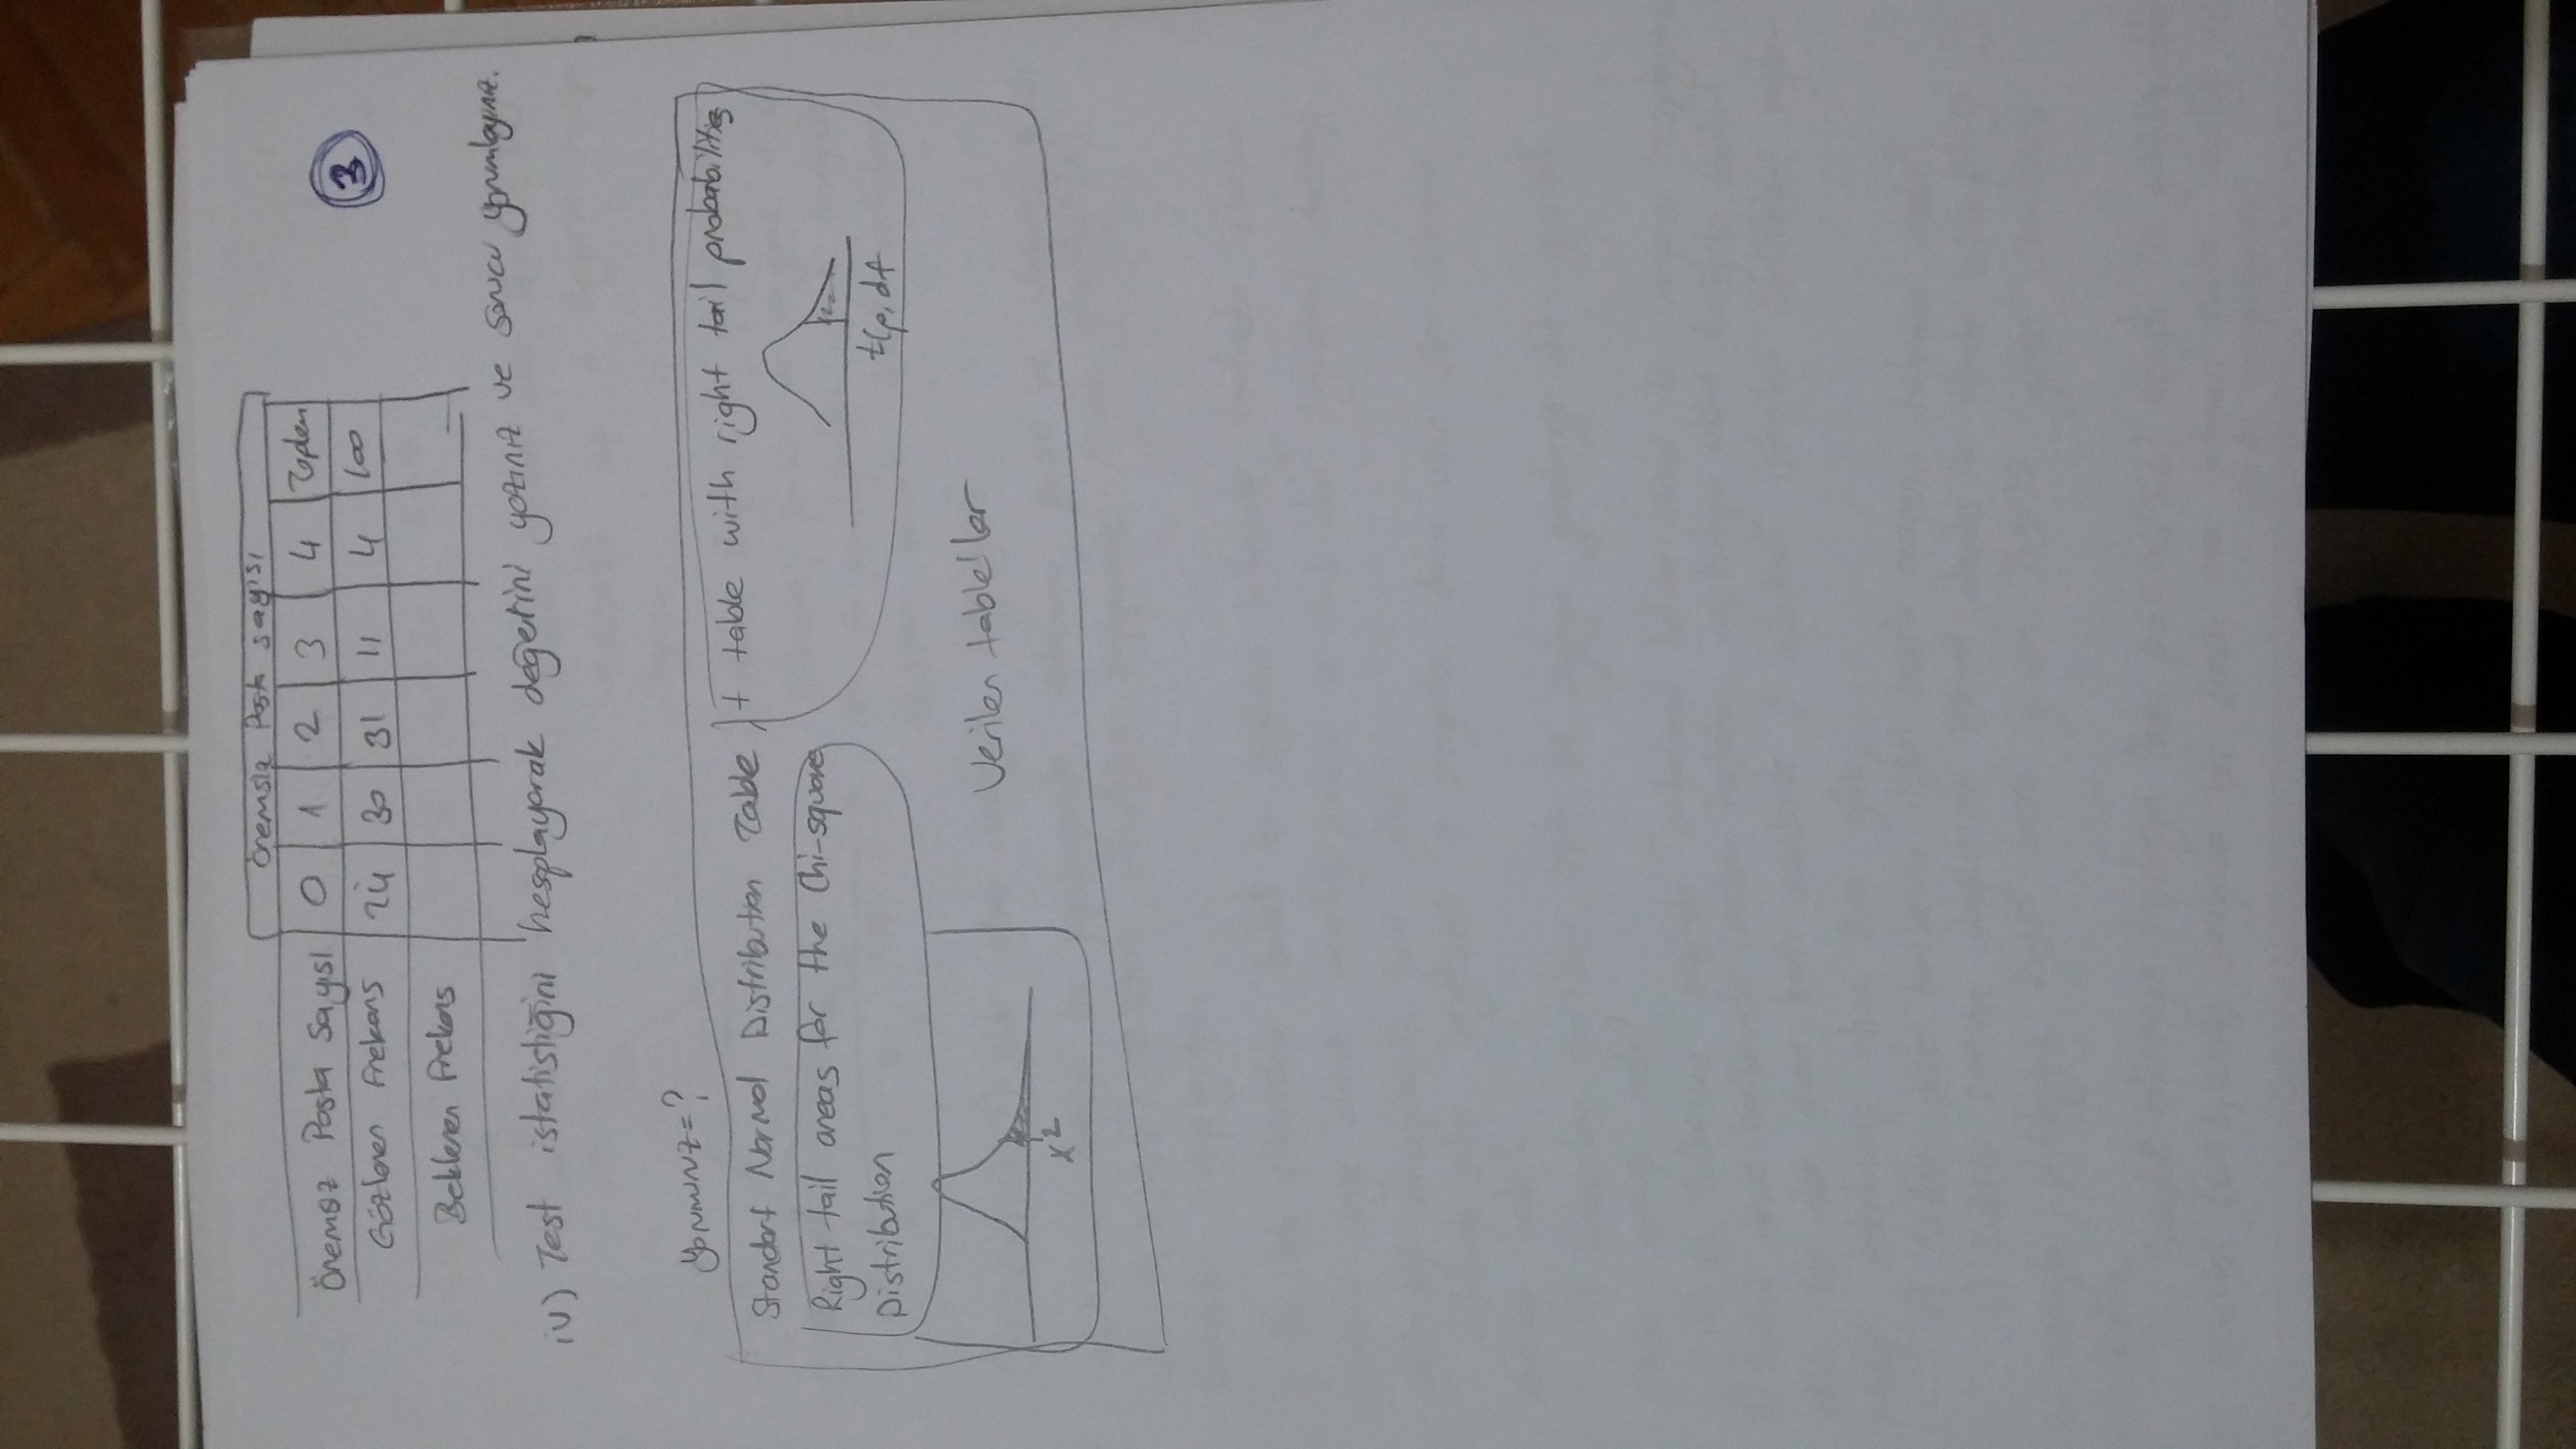 önemsiz Posta sayısı
Önemsiz Posta Sayısı 0 1 2 3 4 Toplam
Gözlenen Frekans 24 30 31 11 4 100
Beklenen Frekans
3
iv) Test istatistiğini hesaplayarak değerini yazınız ve sonucu yorumlayınız.
yorumunuz=?
Standart Normal Distribution Table
t table with right tail probabilities
t(p, df
Right tail areas for the Chi-square
Distribution
x²
Verilen table'lar